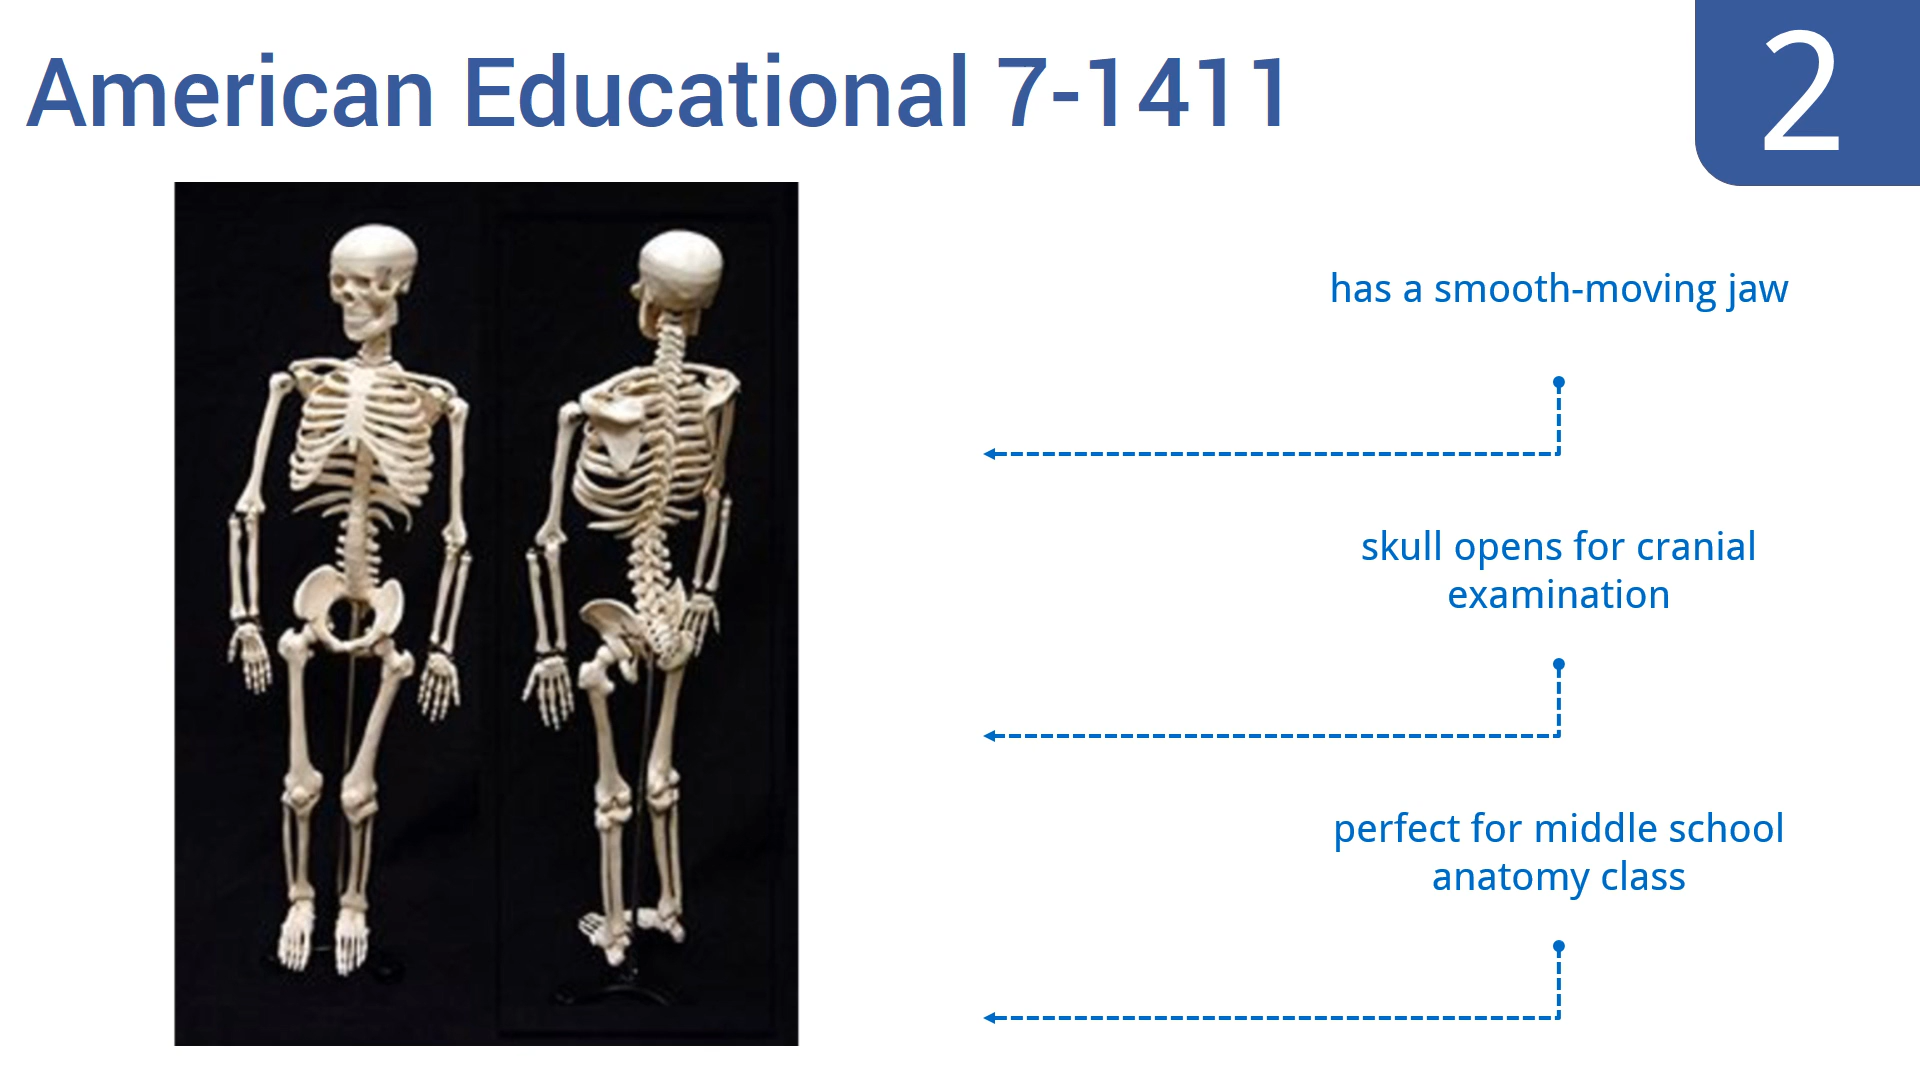 American Educational 7-1411
2
has a smooth-moving jaw
skull opens for cranial
examination
perfect for middle school
anatomy class